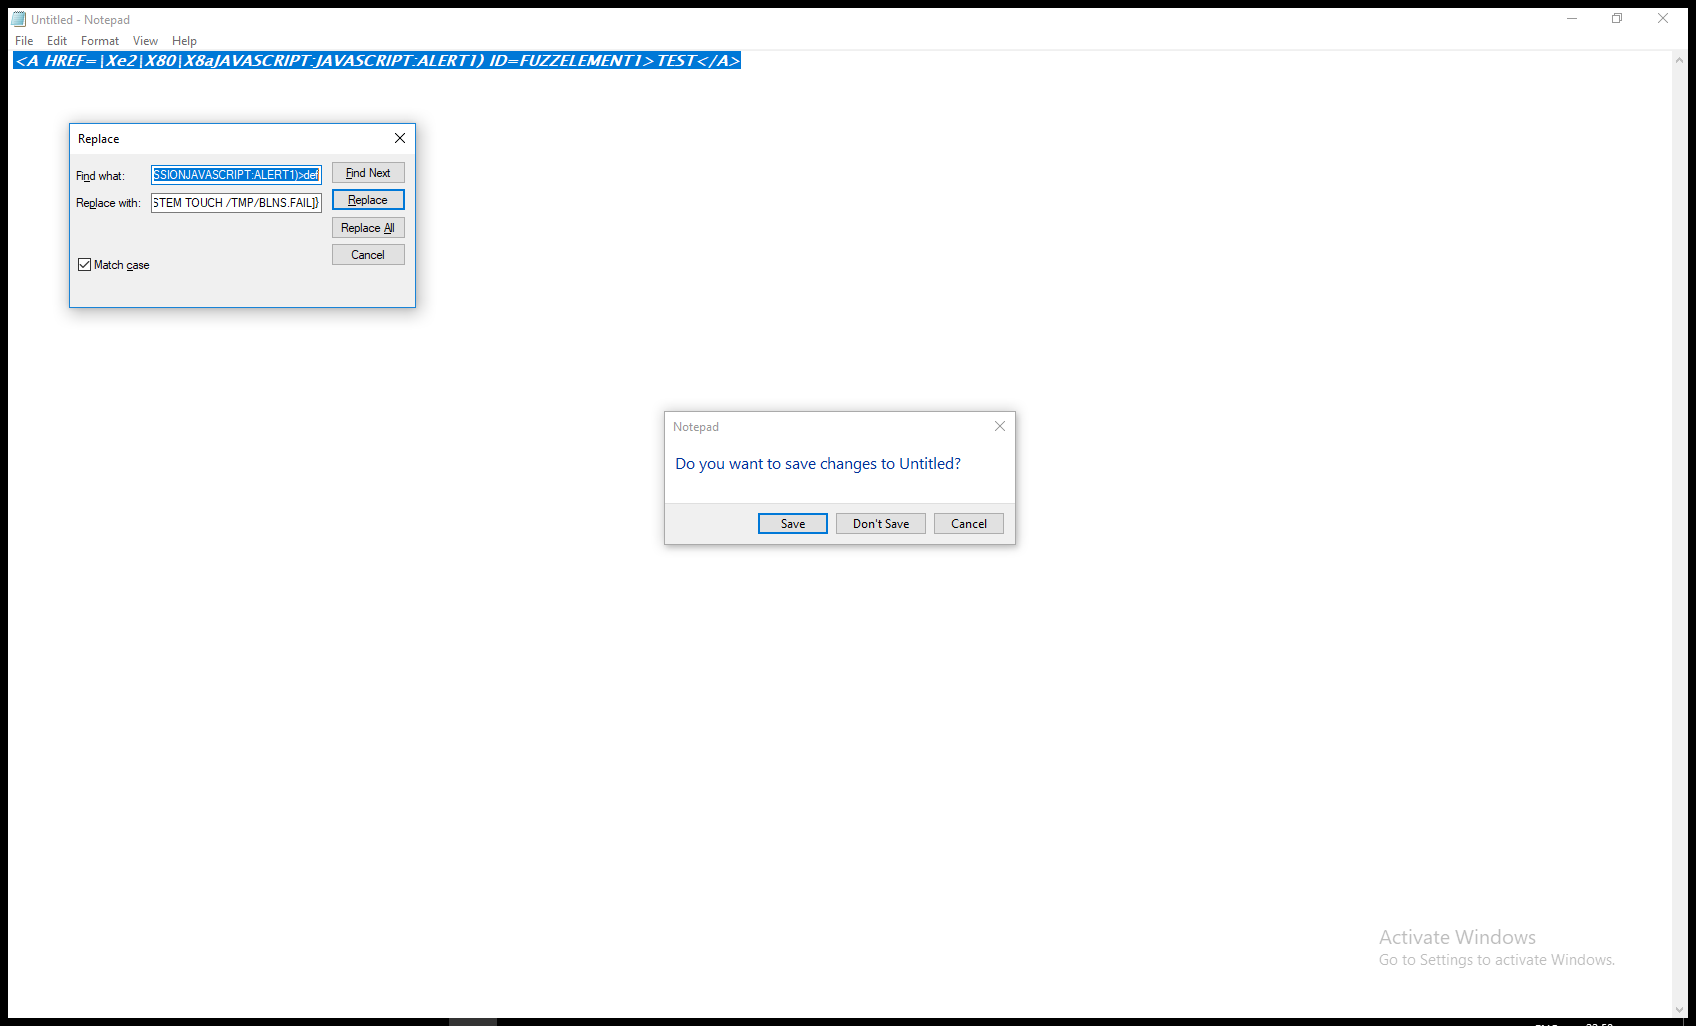 Untitled - Notepad
File Edit Format View Help
<A HREF=|Xe2|X80|X8aJAVASCRIPT:JAVASCRIPT:ALERT1) ID=FUZZELEMENT1>TEST</A>
Replace
Find what: SSIONJAVASCRIPT:ALERT1)>def Find Next
Replace with: STEM TOUCH /TMP/BLNS.FAIL]} Replace
Replace All
Cancel
Match case
Notepad
Do you want to save changes to Untitled?
Save Don't Save Cancel
Activate Windows
Go to Settings to activate Windows.